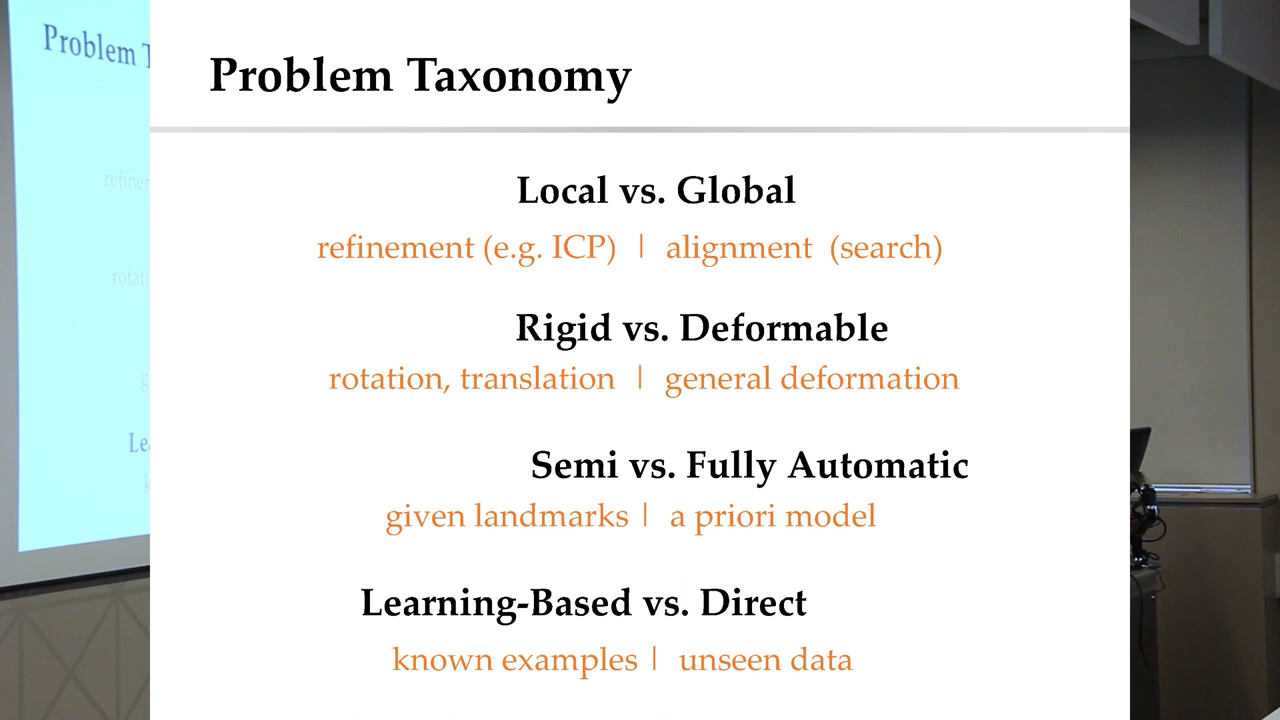 Problem Taxonomy
Local vs. Global
refinement (e.g. ICP) | alignment (search)
Rigid vs. Deformable
rotation, translation | general deformation
Semi vs. Fully Automatic
given landmarks | a priori model
Learning-Based vs. Direct
known examples | unseen data
Problem